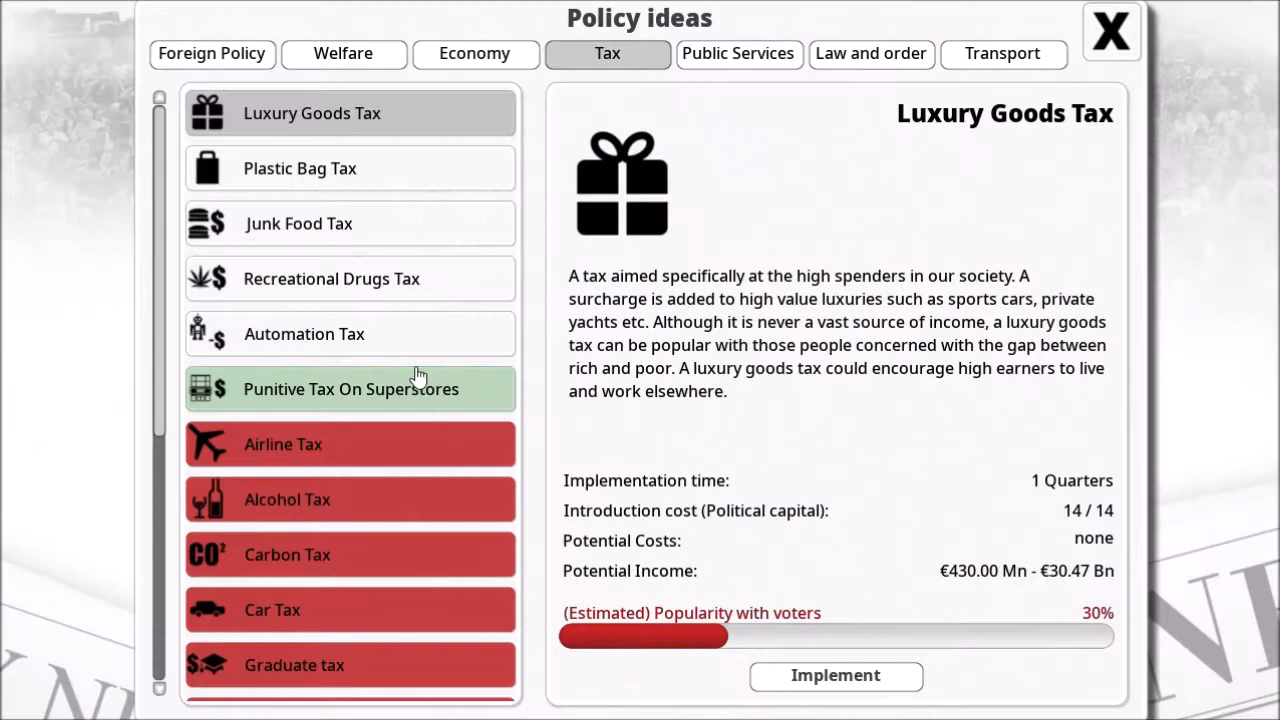 Policy ideas
X
Foreign Policy
Welfare
Economy
Tax
Public Services
Law and order
Transport
Luxury Goods Tax
Plastic Bag Tax
$ Junk Food Tax
$ Recreational Drugs Tax
-$ Automation Tax
$ Punitive Tax On Superstores
Airline Tax
Alcohol Tax
CO² Carbon Tax
Car Tax
$ Graduate tax
Luxury Goods Tax
A tax aimed specifically at the high spenders in our society. A
surcharge is added to high value luxuries such as sports cars, private
yachts etc. Although it is never a vast source of income, a luxury goods
tax can be popular with those people concerned with the gap between
rich and poor. A luxury goods tax could encourage high earners to live
and work elsewhere.
Implementation time: 1 Quarters
Introduction cost (Political capital): 14 / 14
Potential Costs: none
Potential Income: €430.00 Mn - €30.47 Bn
(Estimated) Popularity with voters 30%
Implement